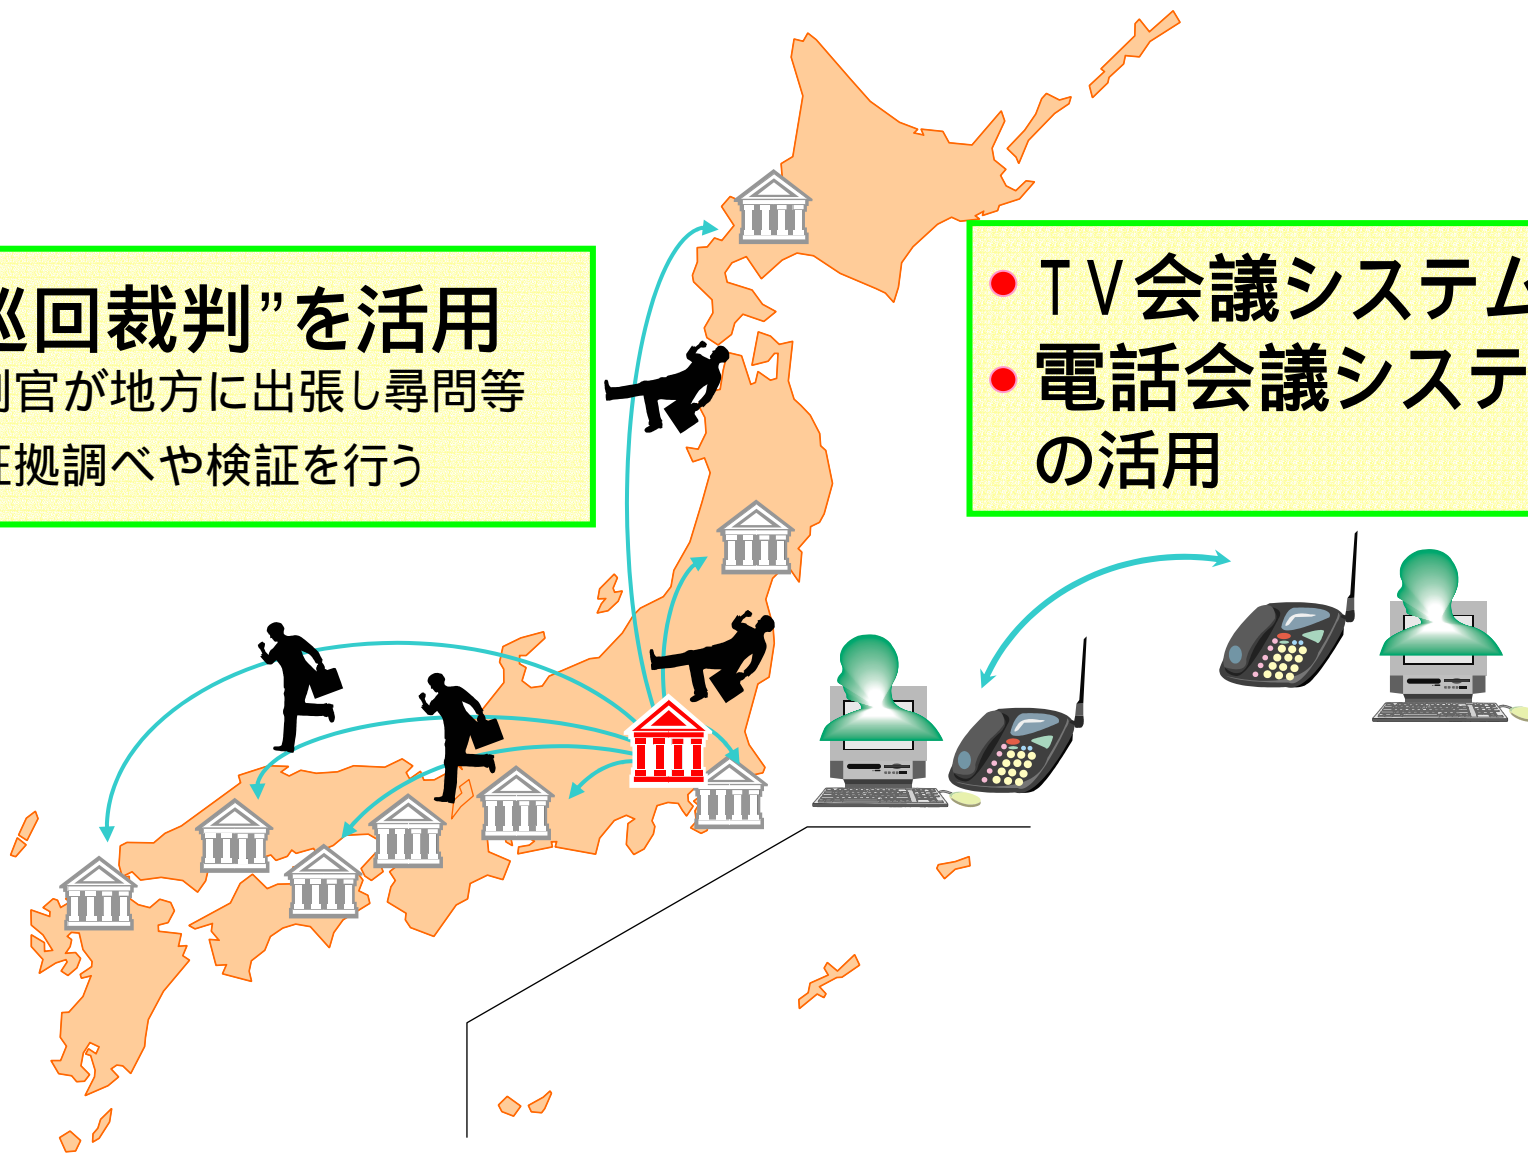 巡回裁判”を活用
判官が地方に出張し尋問等
証拠調べや検証を行う
• TV会議システム
• 電話会議システ
の活用